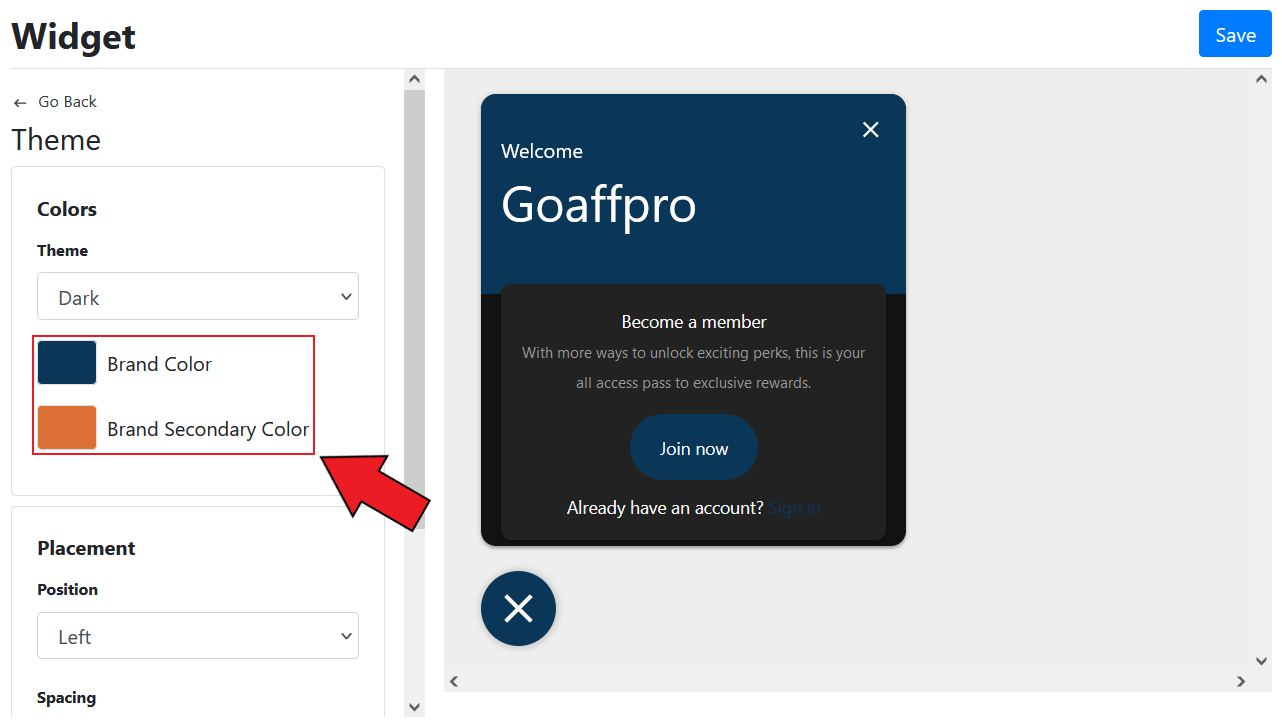 Widget
Save
Go Back
Theme
Colors
Theme
Dark
Brand Color
Brand Secondary Color
Placement
Position
Left
Spacing
Welcome
Goaffpro
Become a member
With more ways to unlock exciting perks, this is your
all access pass to exclusive rewards.
Join now
Already have an account? Sign in